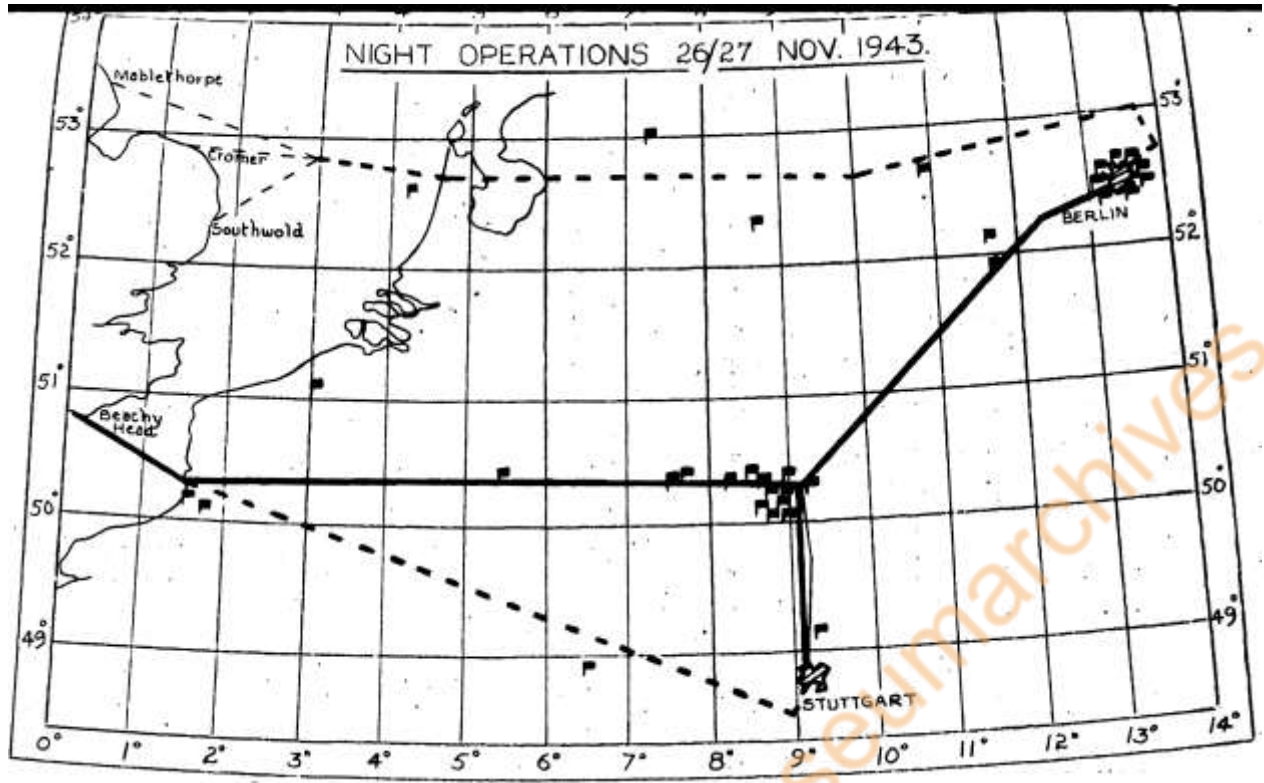 NIGHT OPERATIONS 26/27 NOV. 1943.
Mablethorpe
53° 53°
Cromer
Southwold
BERLIN
52° 52°
51° 51°
Beachy
Head
50° 50°
49° 49°
STUTTGART
0° 1° 2° 3° 4° 5° 6° 7° 8° 9° 10° 11° 12° 13° 14°
seumarchives